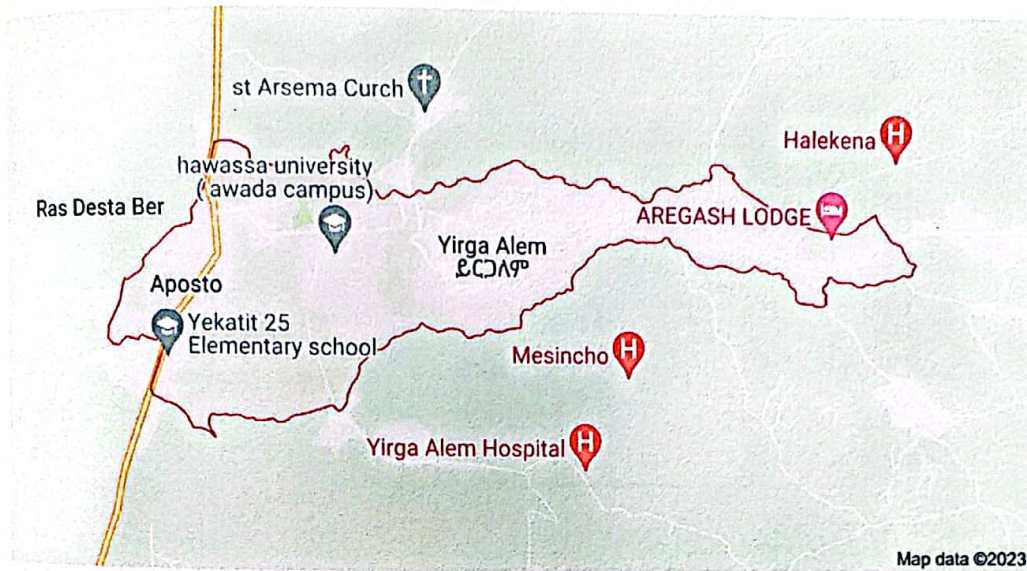 st Arsema Curch
Halekena
hawassa-university
(awada campus)
Ras Desta Ber
AREGASH LODGE
Yirga Alem
ይርጋለም
Aposto
Yekatit 25
Elementary school
Mesincho
Yirga Alem Hospital
Map data ©2023